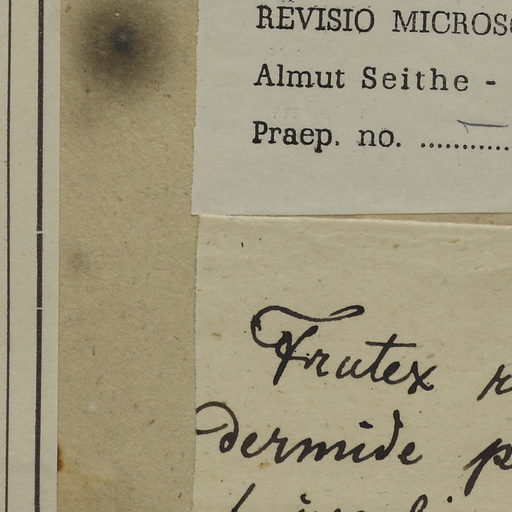 REVISIO MICROS
Almut Seithe -
Praep. no. ............
Frutex
dermide p